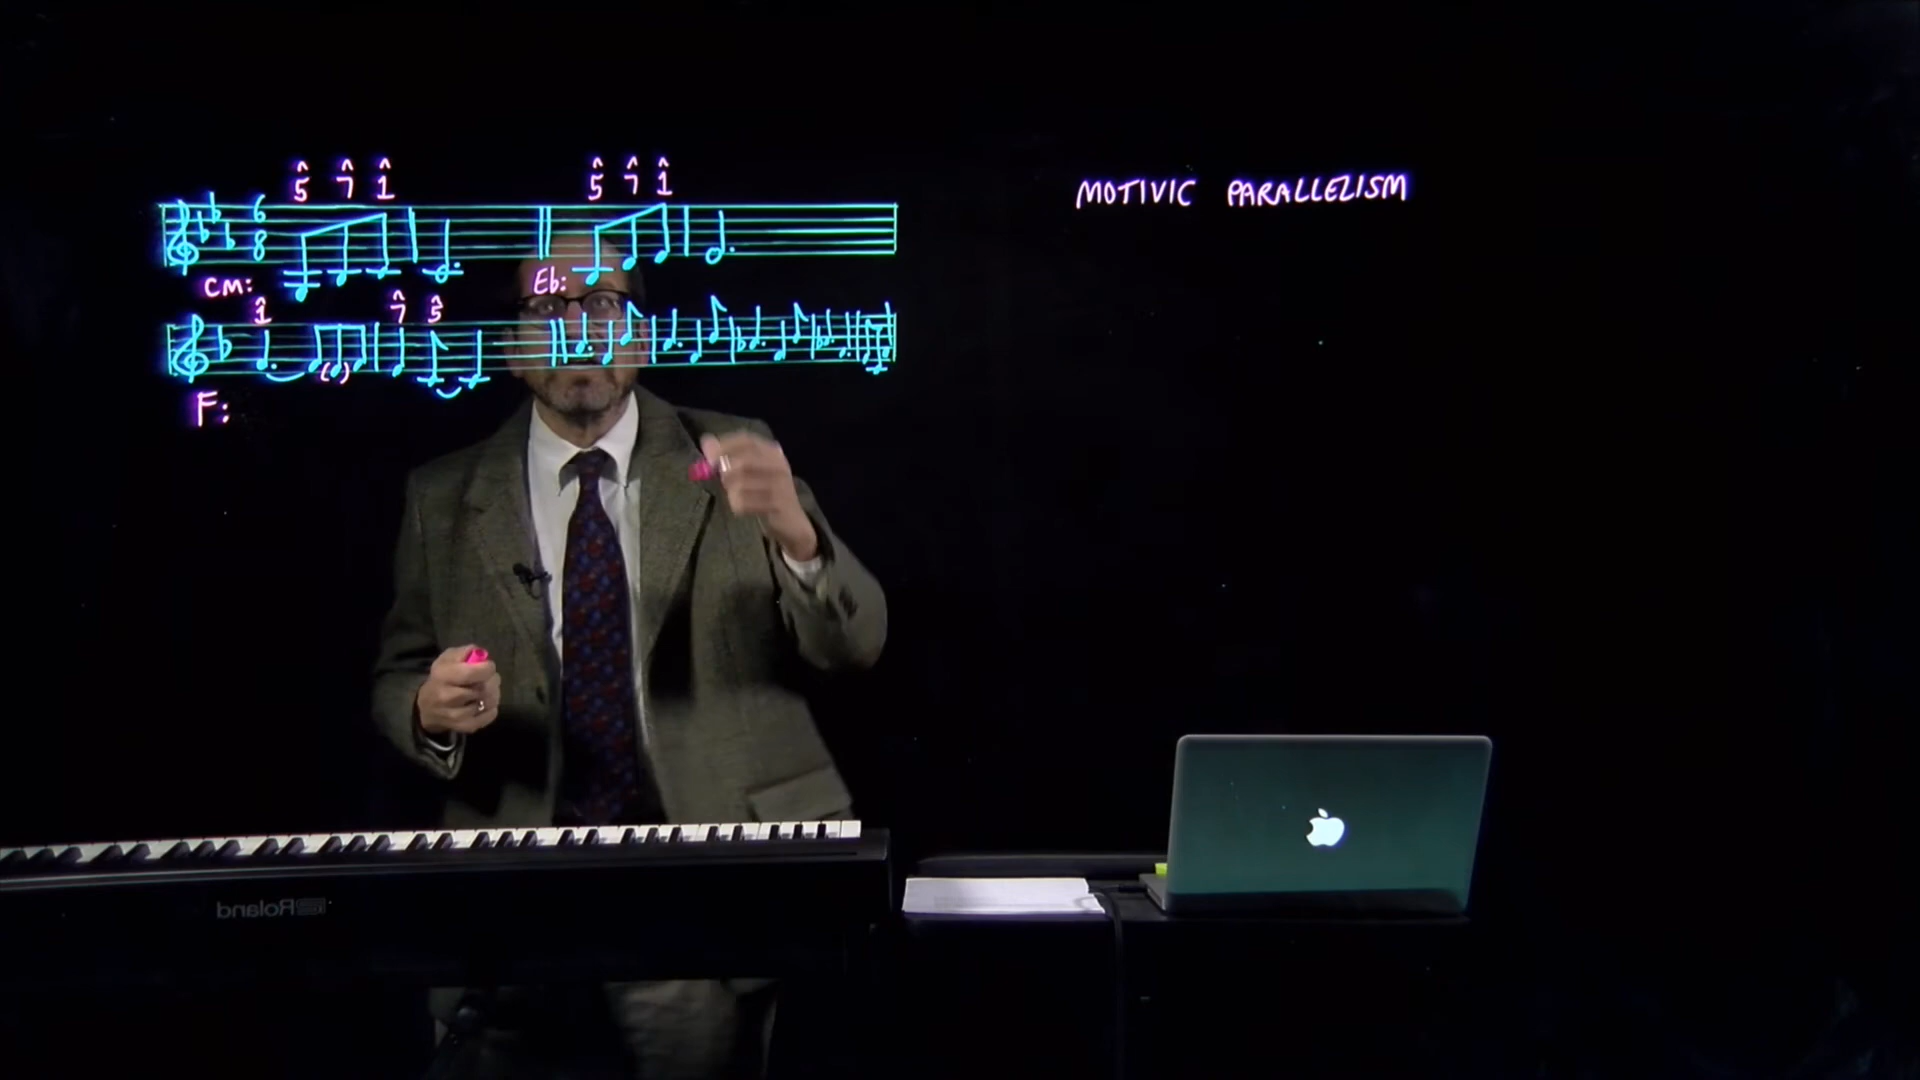 ^5 ^7 ^1 ^5 ^7 ^1
MOTIVIC PARALLELISM
6
8
cm: Eb:
^1 ^7 ^5
F:
Roland